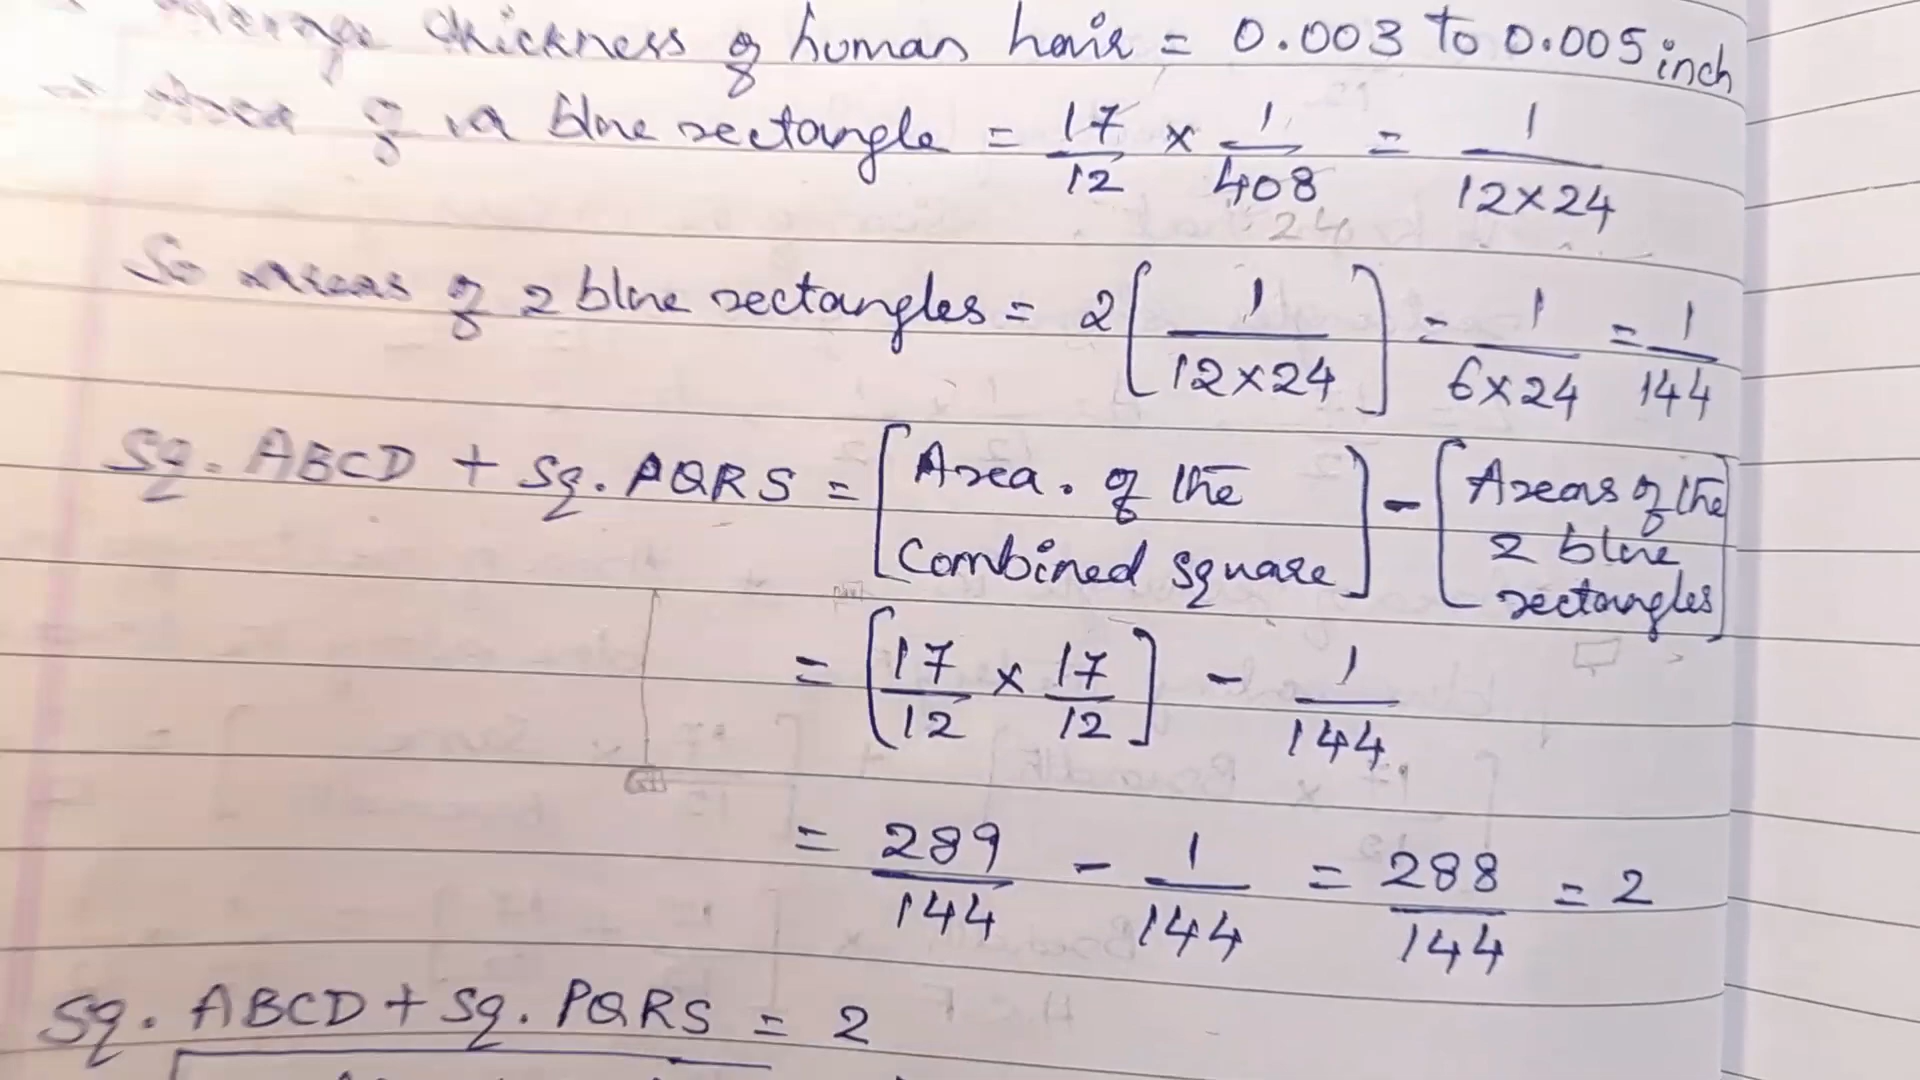 Average thickness of human hair = 0.003 to 0.005 inch
→ Area of a blue rectangle = 17/12 × 1/408 = 1/(12×24)
24
So areas of 2 blue rectangles = 2[1/(12×24)] = 1/(6×24) = 1/144
Sq. ABCD + Sq. PQRS = [Area. of the Combined square] - [Areas of the 2 blue rectangles]
= [17/12 × 17/12] - 1/144
= 289/144 - 1/144 = 288/144 = 2
Sq. ABCD + Sq. PQRS = 2